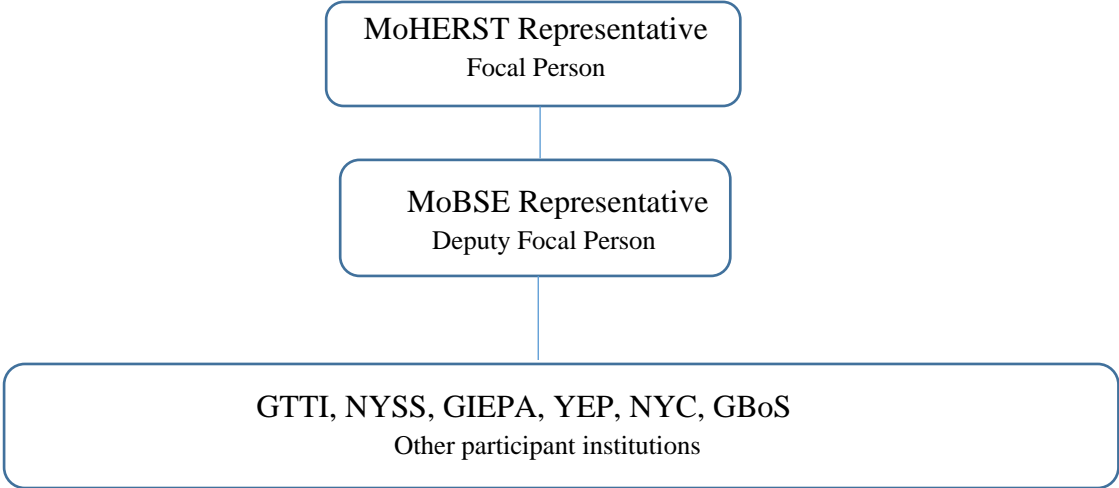 MoHERST Representative
Focal Person
MoBSE Representative
Deputy Focal Person
GTTI, NYSS, GIEPA, YEP, NYC, GBoS
Other participant institutions